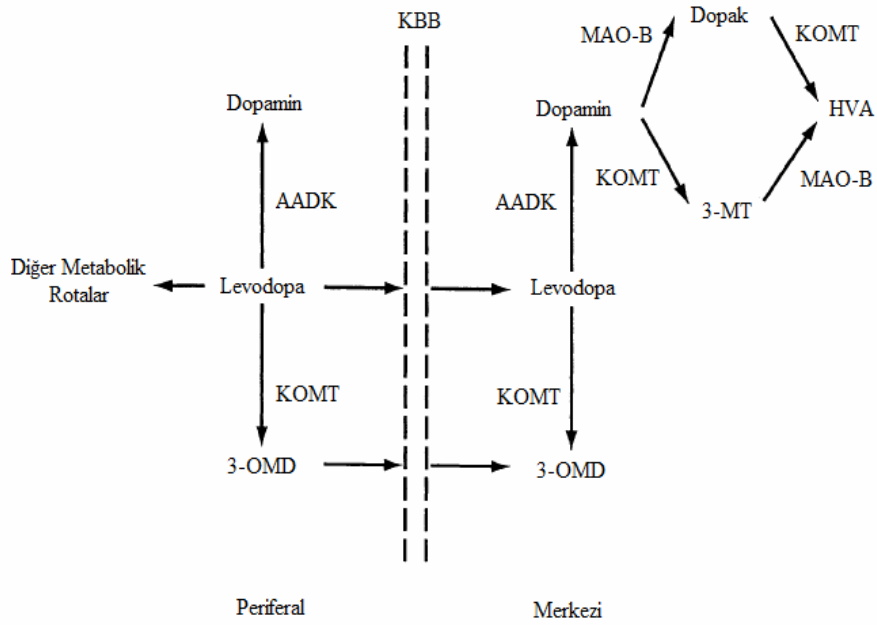 KBB
Dopak
MAO-B
KOMT
Dopamin
Dopamin
HVA
KOMT
MAO-B
AADK
AADK
3-MT
Diğer Metabolik
Rotalar
Levodopa
Levodopa
KOMT
KOMT
3-OMD
3-OMD
Periferal
Merkezi